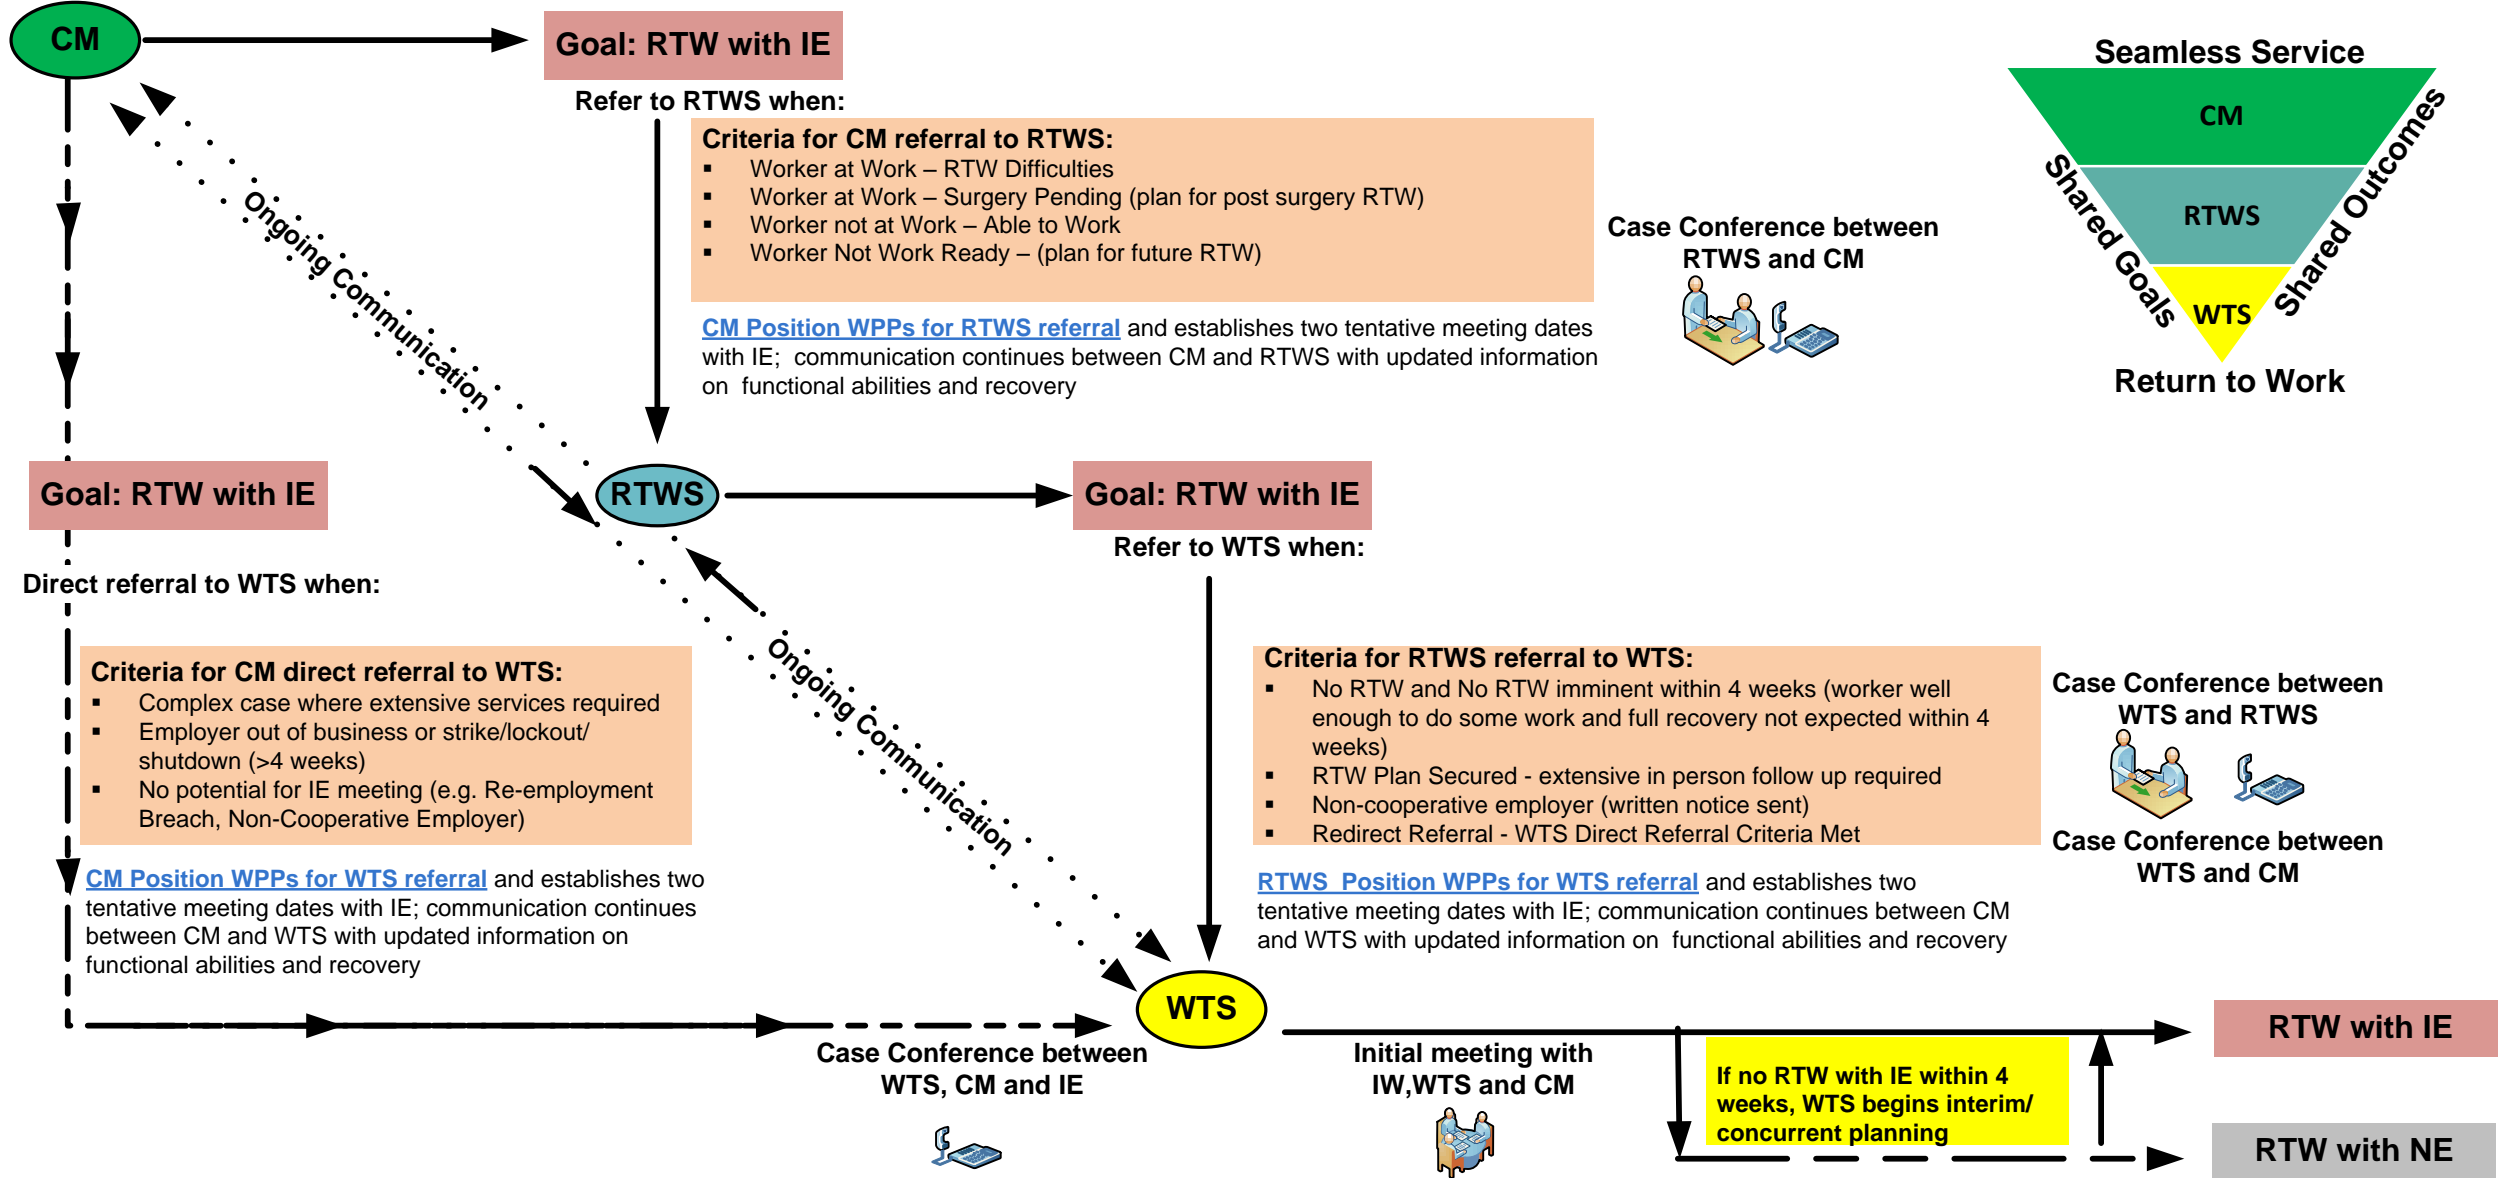 CM
Goal: RTW with IE
Refer to RTWS when:
Criteria for CM referral to RTWS:
▪ Worker at Work – RTW Difficulties
▪ Worker at Work – Surgery Pending (plan for post surgery RTW)
▪ Worker not at Work – Able to Work
▪ Worker Not Work Ready – (plan for future RTW)
CM Position WPPs for RTWS referral and establishes two tentative meeting dates
with IE; communication continues between CM and RTWS with updated information
on functional abilities and recovery
Case Conference between
RTWS and CM
Seamless Service
CM
RTWS
WTS
Shared Goals
Shared Outcomes
Return to Work
Ongoing Communication
Goal: RTW with IE
Direct referral to WTS when:
Criteria for CM direct referral to WTS:
▪ Complex case where extensive services required
▪ Employer out of business or strike/lockout/
shutdown (>4 weeks)
▪ No potential for IE meeting (e.g. Re-employment
Breach, Non-Cooperative Employer)
CM Position WPPs for WTS referral and establishes two
tentative meeting dates with IE; communication continues
between CM and WTS with updated information on
functional abilities and recovery
RTWS
Goal: RTW with IE
Refer to WTS when:
Ongoing Communication
Criteria for RTWS referral to WTS:
▪ No RTW and No RTW imminent within 4 weeks (worker well
enough to do some work and full recovery not expected within 4
weeks)
▪ RTW Plan Secured - extensive in person follow up required
▪ Non-cooperative employer (written notice sent)
▪ Redirect Referral - WTS Direct Referral Criteria Met
RTWS Position WPPs for WTS referral and establishes two
tentative meeting dates with IE; communication continues between CM
and WTS with updated information on functional abilities and recovery
Case Conference between
WTS and RTWS
Case Conference between
WTS and CM
WTS
Case Conference between
WTS, CM and IE
Initial meeting with
IW,WTS and CM
If no RTW with IE within 4
weeks, WTS begins interim/
concurrent planning
RTW with IE
RTW with NE